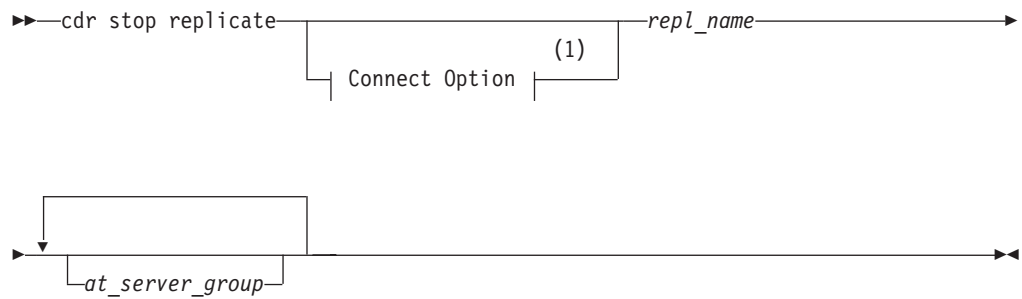 cdr stop replicate repl_name
(1)
Connect Option
at_server_group